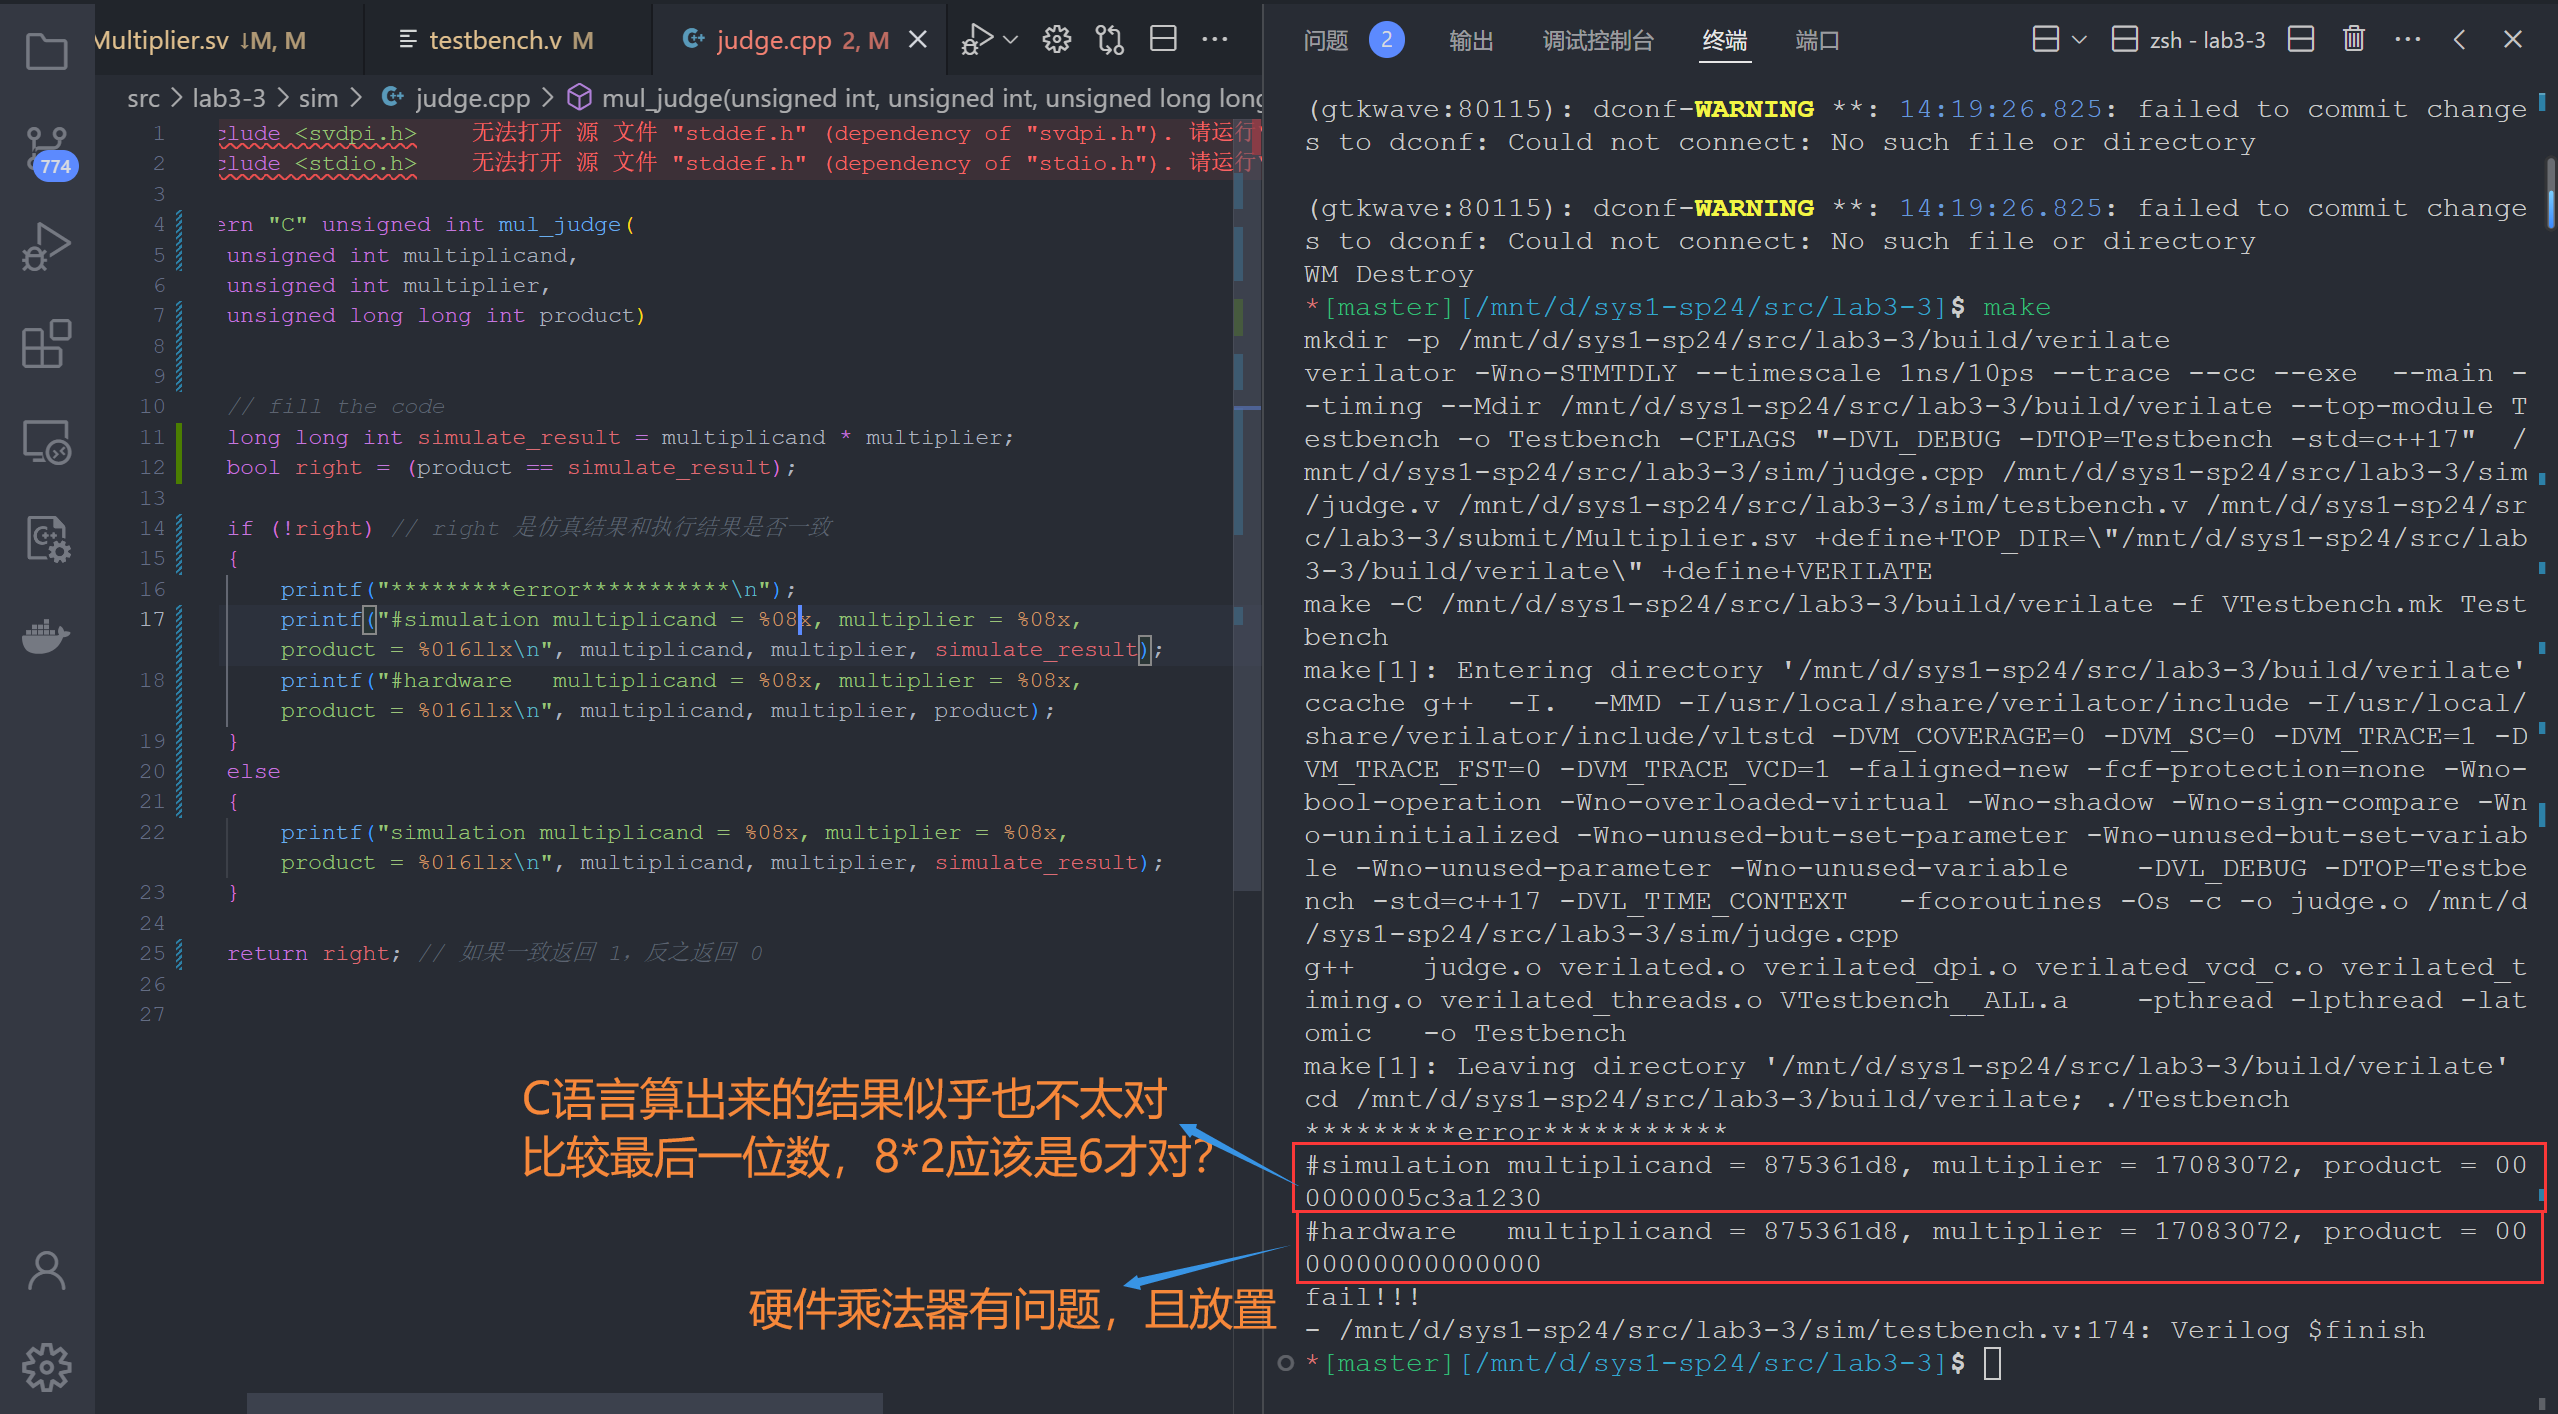 Multiplier.sv ↓M, M
testbench.v M
judge.cpp 2, M
src > lab3-3 > sim > judge.cpp > mul_judge(unsigned int, unsigned int, unsigned long long
774
1 clude <svdpi.h> 无法打开 源 文件 "stddef.h" (dependency of "svdpi.h"). 请运行"
2 clude <stdio.h> 无法打开 源 文件 "stddef.h" (dependency of "stdio.h"). 请运行"
3
4 ern "C" unsigned int mul_judge(
5 unsigned int multiplicand,
6 unsigned int multiplier,
7 unsigned long long int product)
8
9
10 // fill the code
11 long long int simulate_result = multiplicand * multiplier;
12 bool right = (product == simulate_result);
13
14 if (!right) // right 是仿真结果和执行结果是否一致
15 {
16 printf("*********error***********\n");
17 printf("#simulation multiplicand = %08x, multiplier = %08x,
product = %016llx\n", multiplicand, multiplier, simulate_result);
18 printf("#hardware   multiplicand = %08x, multiplier = %08x,
product = %016llx\n", multiplicand, multiplier, product);
19 }
20 else
21 {
22 printf("simulation multiplicand = %08x, multiplier = %08x,
product = %016llx\n", multiplicand, multiplier, simulate_result);
23 }
24
25 return right; // 如果一致返回 1，反之返回 0
26
27
C语言算出来的结果似乎也不太对
比较最后一位数，8*2应该是6才对？
硬件乘法器有问题，且放置
问题 2 输出 调试控制台 终端 端口
zsh - lab3-3
(gtkwave:80115): dconf-WARNING **: 14:19:26.825: failed to commit change
s to dconf: Could not connect: No such file or directory
(gtkwave:80115): dconf-WARNING **: 14:19:26.825: failed to commit change
s to dconf: Could not connect: No such file or directory
WM Destroy
*[master][/mnt/d/sys1-sp24/src/lab3-3]$ make
mkdir -p /mnt/d/sys1-sp24/src/lab3-3/build/verilate
verilator -Wno-STMTDLY --timescale 1ns/10ps --trace --cc --exe  --main -
-timing --Mdir /mnt/d/sys1-sp24/src/lab3-3/build/verilate --top-module T
estbench -o Testbench -CFLAGS "-DVL_DEBUG -DTOP=Testbench -std=c++17"  /
mnt/d/sys1-sp24/src/lab3-3/sim/judge.cpp /mnt/d/sys1-sp24/src/lab3-3/sim
/judge.v /mnt/d/sys1-sp24/src/lab3-3/sim/testbench.v /mnt/d/sys1-sp24/sr
c/lab3-3/submit/Multiplier.sv +define+TOP_DIR=\"/mnt/d/sys1-sp24/src/lab
3-3/build/verilate\" +define+VERILATE
make -C /mnt/d/sys1-sp24/src/lab3-3/build/verilate -f VTestbench.mk Test
bench
make[1]: Entering directory '/mnt/d/sys1-sp24/src/lab3-3/build/verilate'
ccache g++  -I.  -MMD -I/usr/local/share/verilator/include -I/usr/local/
share/verilator/include/vltstd -DVM_COVERAGE=0 -DVM_SC=0 -DVM_TRACE=1 -D
VM_TRACE_FST=0 -DVM_TRACE_VCD=1 -faligned-new -fcf-protection=none -Wno-
bool-operation -Wno-overloaded-virtual -Wno-shadow -Wno-sign-compare -Wn
o-uninitialized -Wno-unused-but-set-parameter -Wno-unused-but-set-variab
le -Wno-unused-parameter -Wno-unused-variable    -DVL_DEBUG -DTOP=Testbe
nch -std=c++17 -DVL_TIME_CONTEXT   -fcoroutines -Os -c -o judge.o /mnt/d
/sys1-sp24/src/lab3-3/sim/judge.cpp
g++    judge.o verilated.o verilated_dpi.o verilated_vcd_c.o verilated_t
iming.o verilated_threads.o VTestbench__ALL.a    -pthread -lpthread -lat
omic   -o Testbench
make[1]: Leaving directory '/mnt/d/sys1-sp24/src/lab3-3/build/verilate'
cd /mnt/d/sys1-sp24/src/lab3-3/build/verilate; ./Testbench
*********error***********
#simulation multiplicand = 875361d8, multiplier = 17083072, product = 00
0000005c3a1230
#hardware   multiplicand = 875361d8, multiplier = 17083072, product = 00
00000000000000
fail!!!
- /mnt/d/sys1-sp24/src/lab3-3/sim/testbench.v:174: Verilog $finish
*[master][/mnt/d/sys1-sp24/src/lab3-3]$